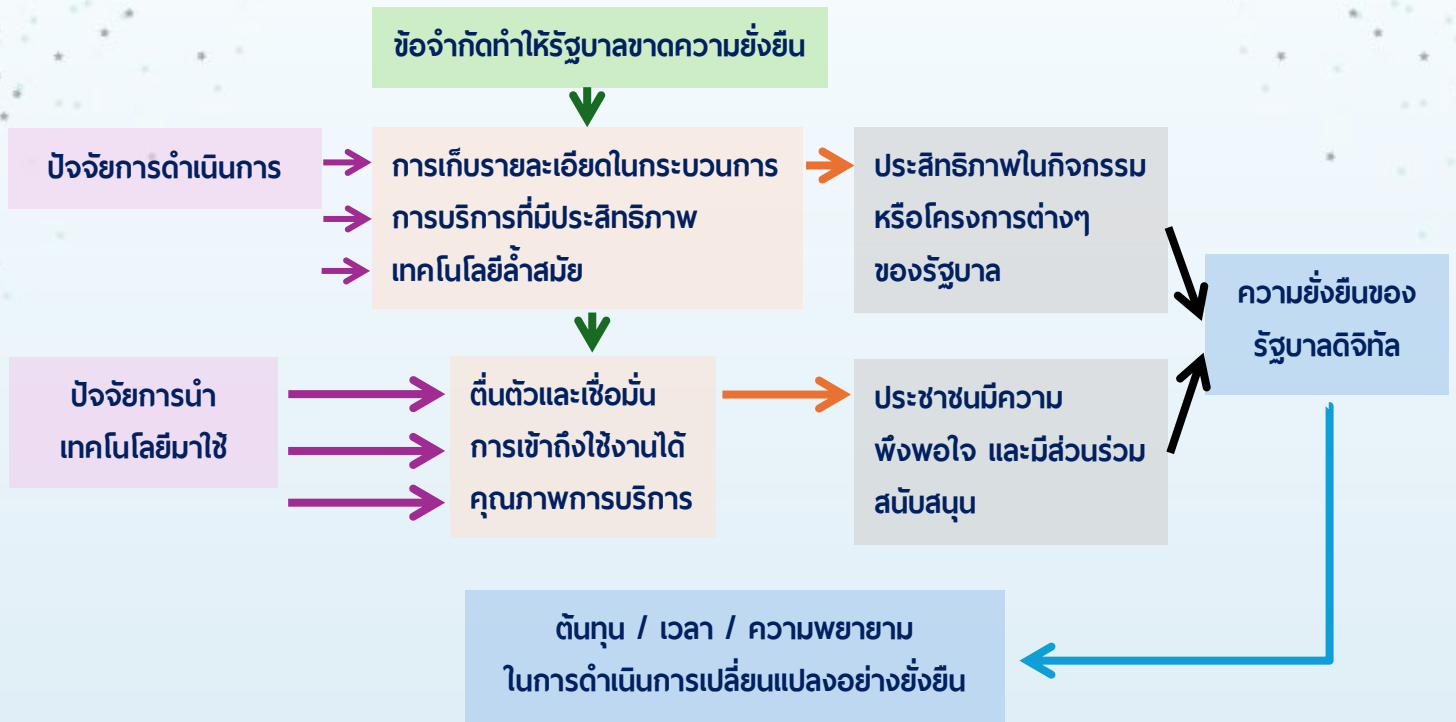 ข้อจำกัดทำให้รัฐบาลขาดความยั่งยืน
ปัจจัยการดำเนินการ
การเก็บรายละเอียดในกระบวนการ
การบริการที่มีประสิทธิภาพ
เทคโนโลยีล้ำสมัย
ประสิทธิภาพในกิจกรรม
หรือโครงการต่างๆ
ของรัฐบาล
ความยั่งยืนของ
รัฐบาลดิจิทัล
ปัจจัยการนำ
เทคโนโลยีมาใช้
ตื่นตัวและเชื่อมั่น
การเข้าถึงใช้งานได้
คุณภาพการบริการ
ประชาชนมีความ
พึงพอใจ และมีส่วนร่วม
สนับสนุน
ต้นทุน / เวลา / ความพยายาม
ในการดำเนินการเปลี่ยนแปลงอย่างยั่งยืน